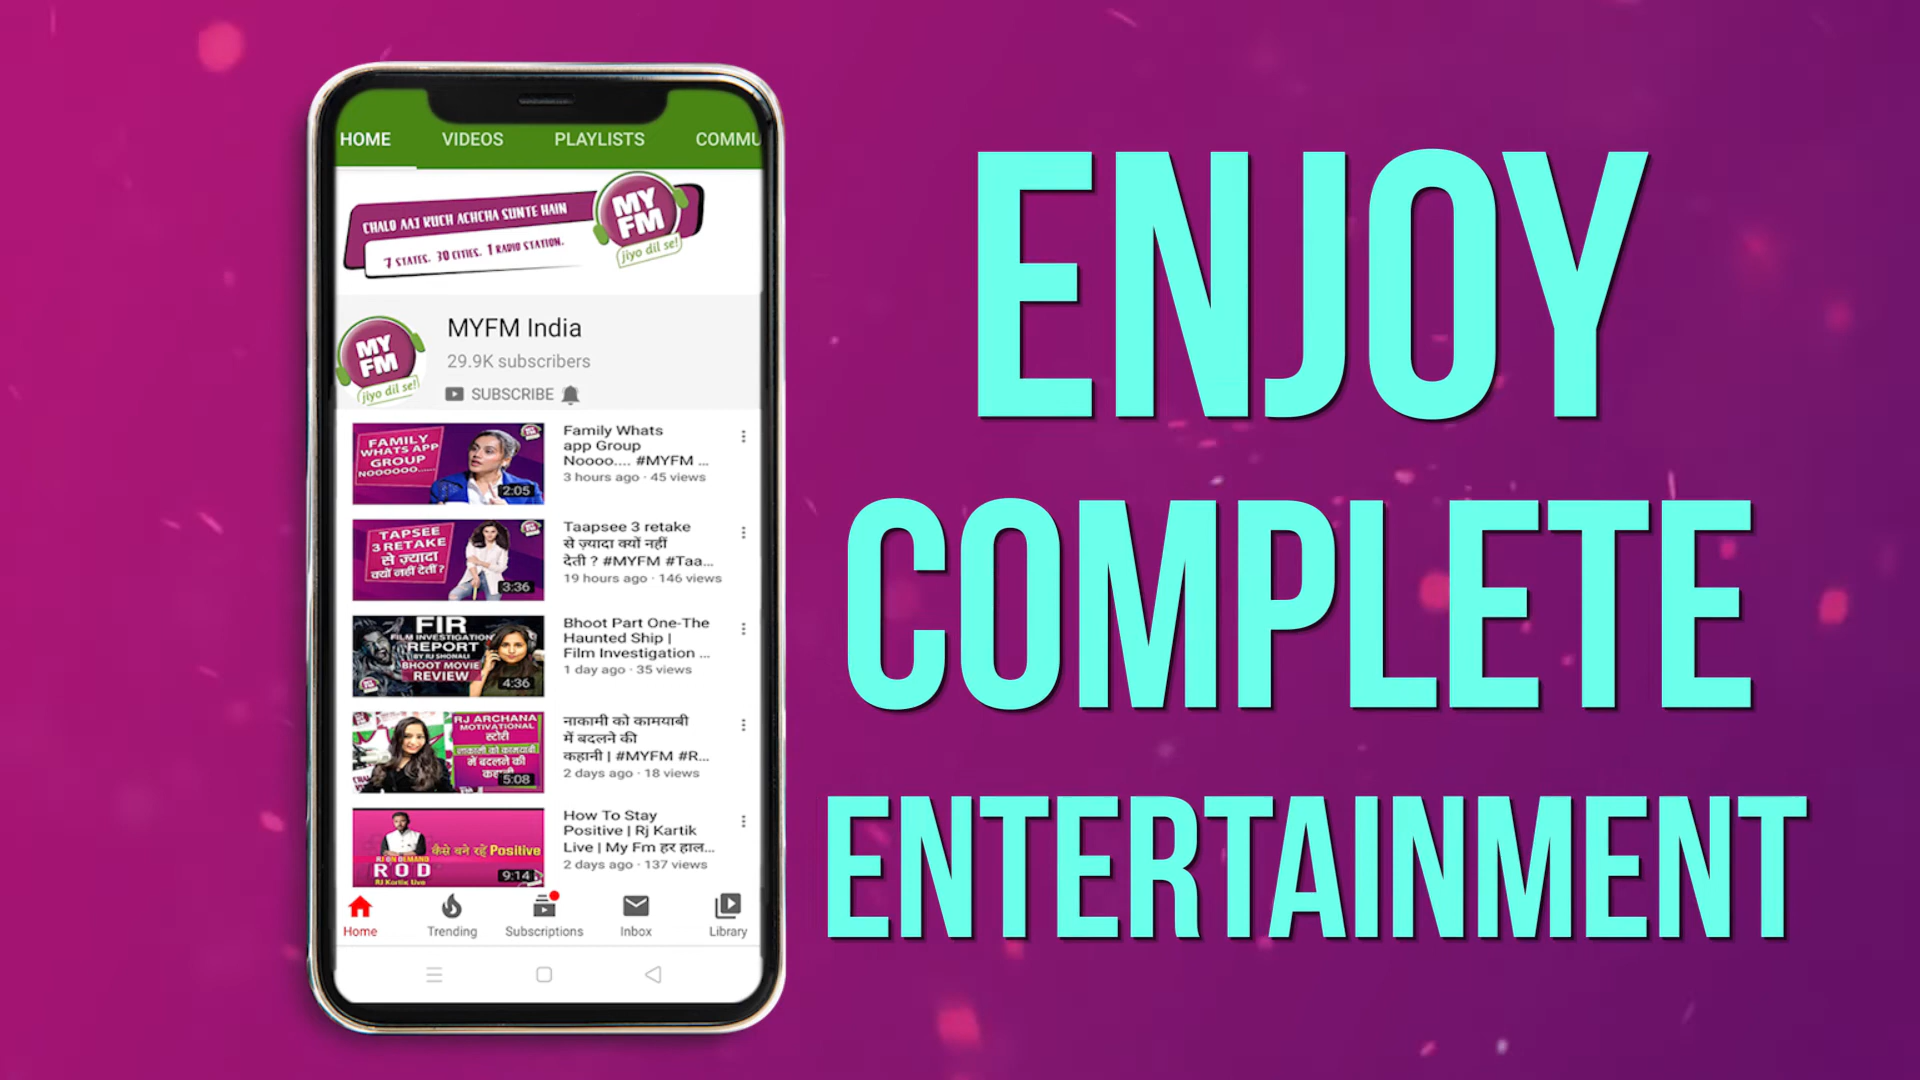 HOME VIDEOS PLAYLISTS COMMU
CHALO AAJ KUCH ACHCHA SUNTE HAIN
7 STATES. 30 CITIES. 1 RADIO STATION.
MY
FM
jiyo dil se!
MYFM India
29.9K subscribers
SUBSCRIBE
MY
FM
jiyo dil se!
FAMILY
WHATS APP
GROUP
NOOOOOO......
2:05
Family Whats
app Group
Noooo.... #MYFM ...
3 hours ago · 45 views
TAPSEE
3 RETAKE
से ज़्यादा
क्यों नहीं देतीं ?
3:36
Taapsee 3 retake
से ज़्यादा क्यों नहीं
देती ? #MYFM #Taa...
19 hours ago · 146 views
FIR
FILM INVESTIGATION
REPORT
BY RJ SHONALI
BHOOT MOVIE
REVIEW
4:36
Bhoot Part One-The
Haunted Ship |
Film Investigation ...
1 day ago · 35 views
RJ ARCHANA
MOTIVATIONAL
स्टोरी
नाकामी को कामयाबी
में बदलने की
5:08
नाकामी को कामयाबी
में बदलने की
कहानी | #MYFM #R...
2 days ago · 18 views
RJ ON DEMAND
ROD
RJ Kartik Live
कैसे बने रहें Positive
9:14
How To Stay
Positive | Rj Kartik
Live | My Fm हर हाल...
2 days ago · 137 views
Home Trending Subscriptions Inbox Library
ENJOY
COMPLETE
ENTERTAINMENT